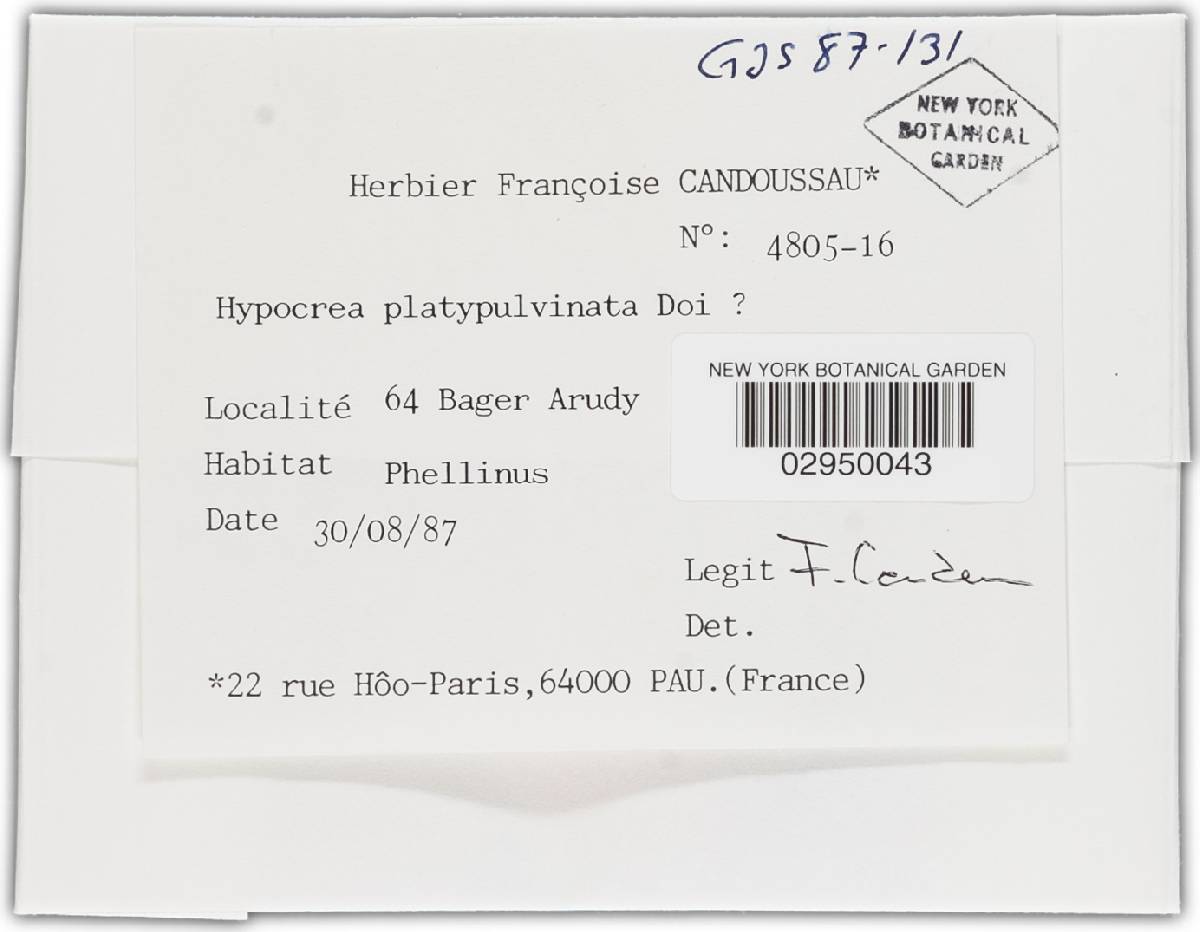 GJS 87-131
NEW YORK
BOTANICAL
GARDEN
Herbier Françoise CANDOUSSAU*
N°: 4805-16
Hypocrea platypulvinata Doi ?
NEW YORK BOTANICAL GARDEN
02950043
Localité 64 Bager Arudy
Habitat Phellinus
Date 30/08/87
Legit F.
Det.
*22 rue Hôo-Paris,64000 PAU.(France)